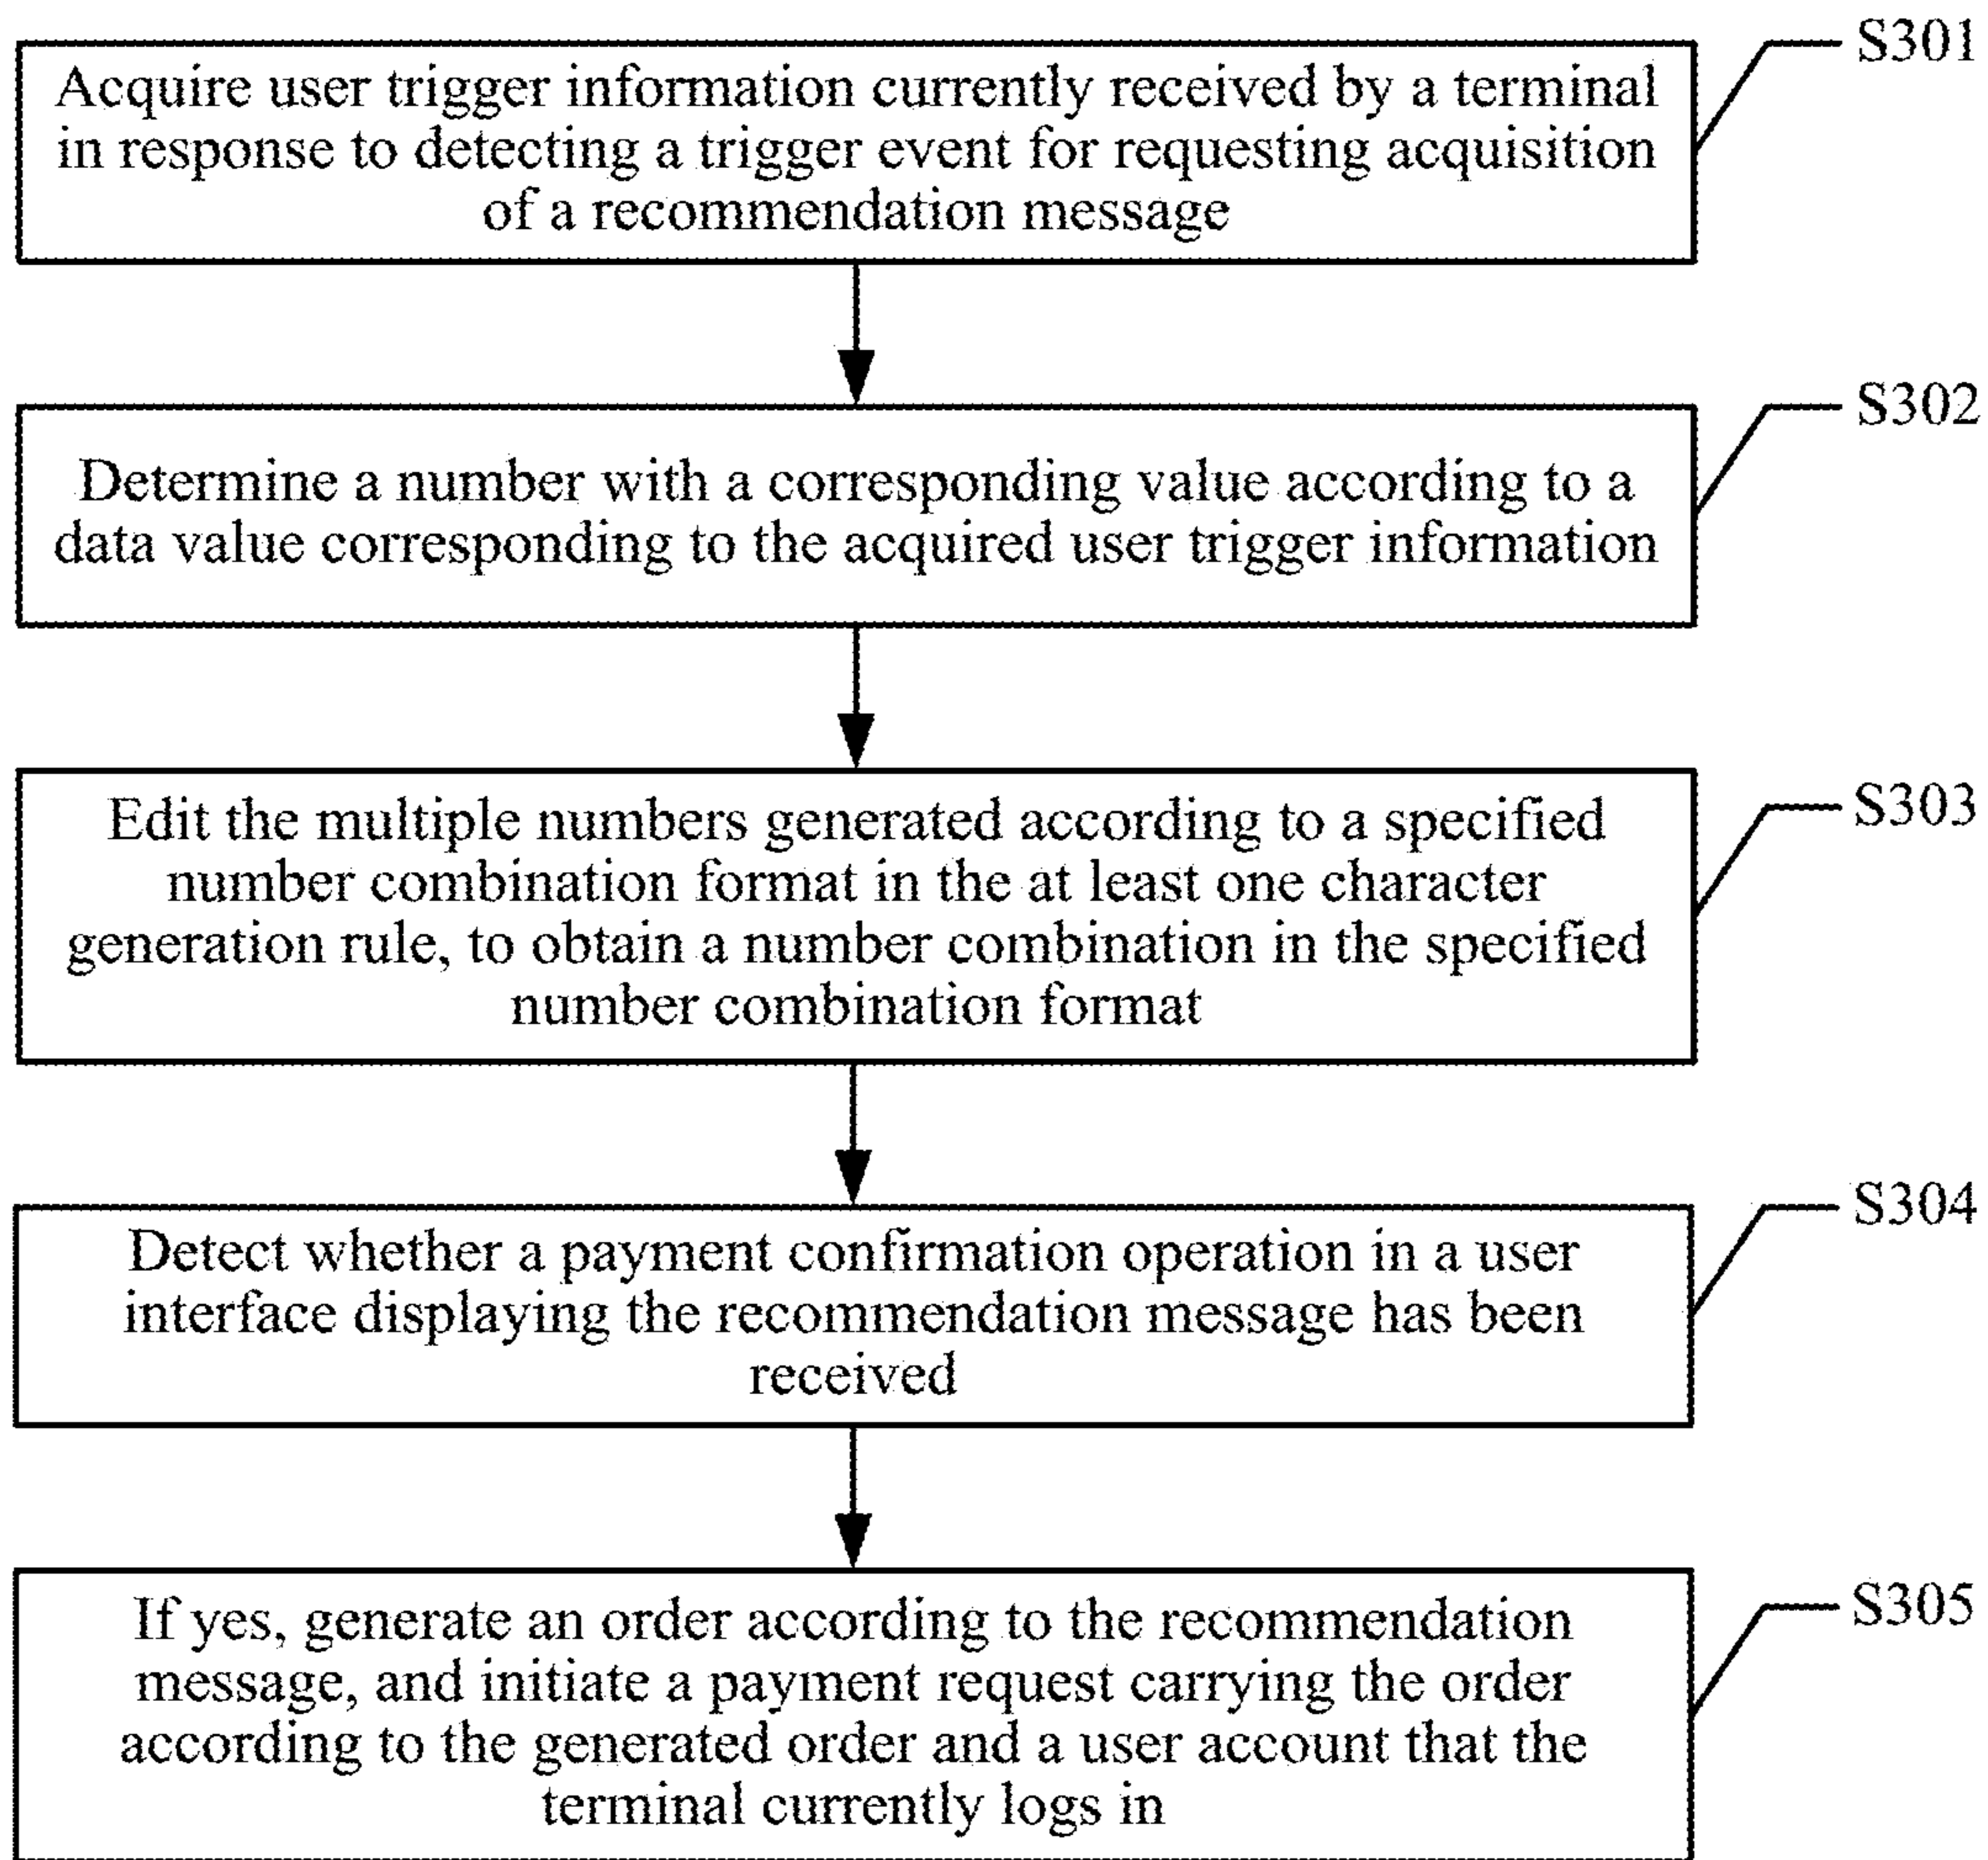 S301
Acquire user trigger information currently received by a terminal
in response to detecting a trigger event for requesting acquisition
of a recommendation message
S302
Determine a number with a corresponding value according to a
data value corresponding to the acquired user trigger information
S303
Edit the multiple numbers generated according to a specified
number combination format in the at least one character
generation rule, to obtain a number combination in the specified
number combination format
S304
Detect whether a payment confirmation operation in a user
interface displaying the recommendation message has been
received
S305
If yes, generate an order according to the recommendation
message, and initiate a payment request carrying the order
according to the generated order and a user account that the
terminal currently logs in